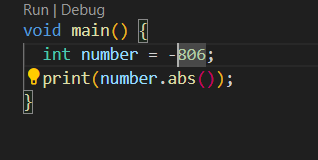 Run | Debug
void main() {
  int number = -806;
  print(number.abs());
}